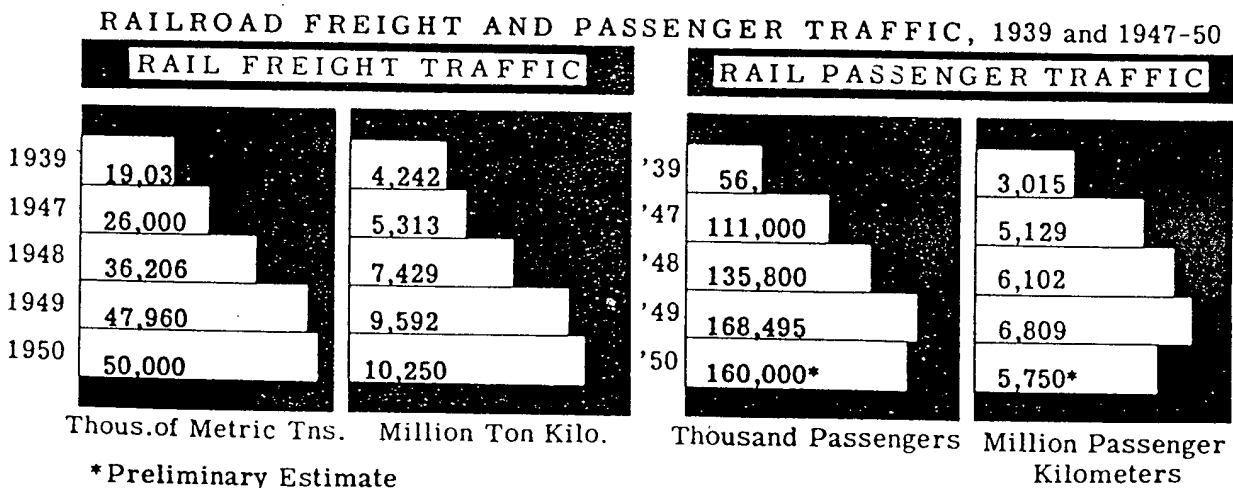 RAILROAD FREIGHT AND PASSENGER TRAFFIC, 1939 and 1947-50
RAIL FREIGHT TRAFFIC
RAIL PASSENGER TRAFFIC
1939 19,03 4,242
1947 26,000 5,313
1948 36,206 7,429
1949 47,960 9,592
1950 50,000 10,250
Thous.of Metric Tns. Million Ton Kilo.
'39 56, 3,015
'47 111,000 5,129
'48 135,800 6,102
'49 168,495 6,809
'50 160,000* 5,750*
Thousand Passengers Million Passenger
Kilometers
*Preliminary Estimate